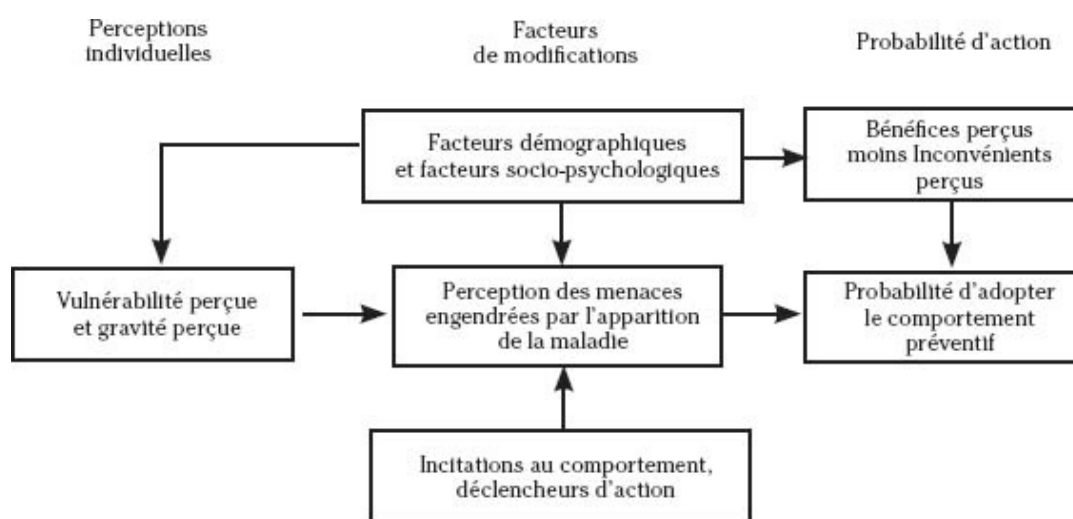 Perceptions
individuelles
Facteurs
de modifications
Probabilité d'action
Facteurs démographiques
et facteurs socio-psychologiques
Bénéfices perçus
moins Inconvénients
perçus
Vulnérabilité perçue
et gravité perçue
Perception des menaces
engendrées par l'apparition
de la maladie
Probabilité d'adopter
le comportement
préventif
Incitations au comportement,
déclencheurs d'action